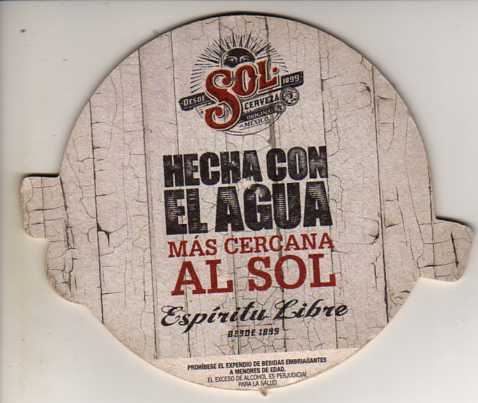 DESDE 1899
SOL
CERVEZA
ORIGINAL
DE MÉXICO
HECHA CON
EL AGUA
MÁS CERCANA
AL SOL
Espíritu Libre
DESDE 1899
PROHÍBESE EL EXPENDIO DE BEBIDAS EMBRIAGANTES
A MENORES DE EDAD.
EL EXCESO DE ALCOHOL ES PERJUDICIAL
PARA LA SALUD